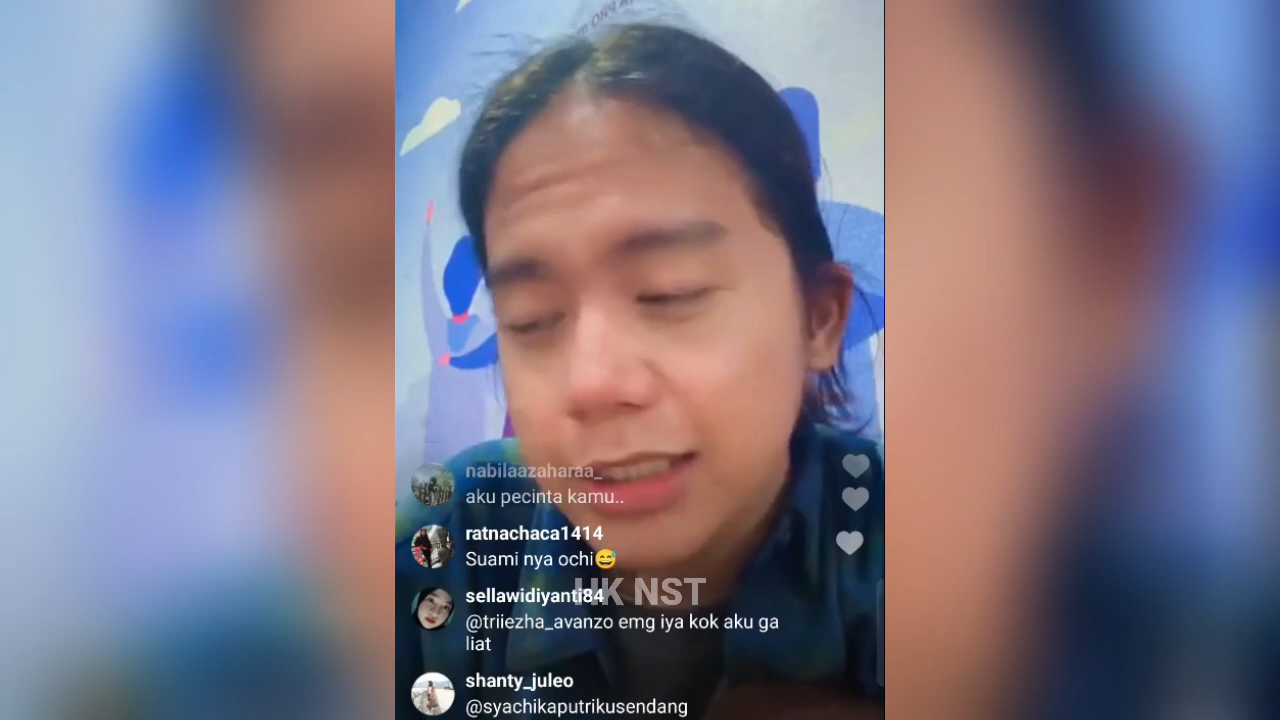 nabilaazaharaa_
aku pecinta kamu..
ratnachaca1414
Suami nya ochi😅
HK NST
sellawidiyanti84
@triiezha_avanzo emg iya kok aku ga
liat
shanty_juleo
@syachikaputrikusendang